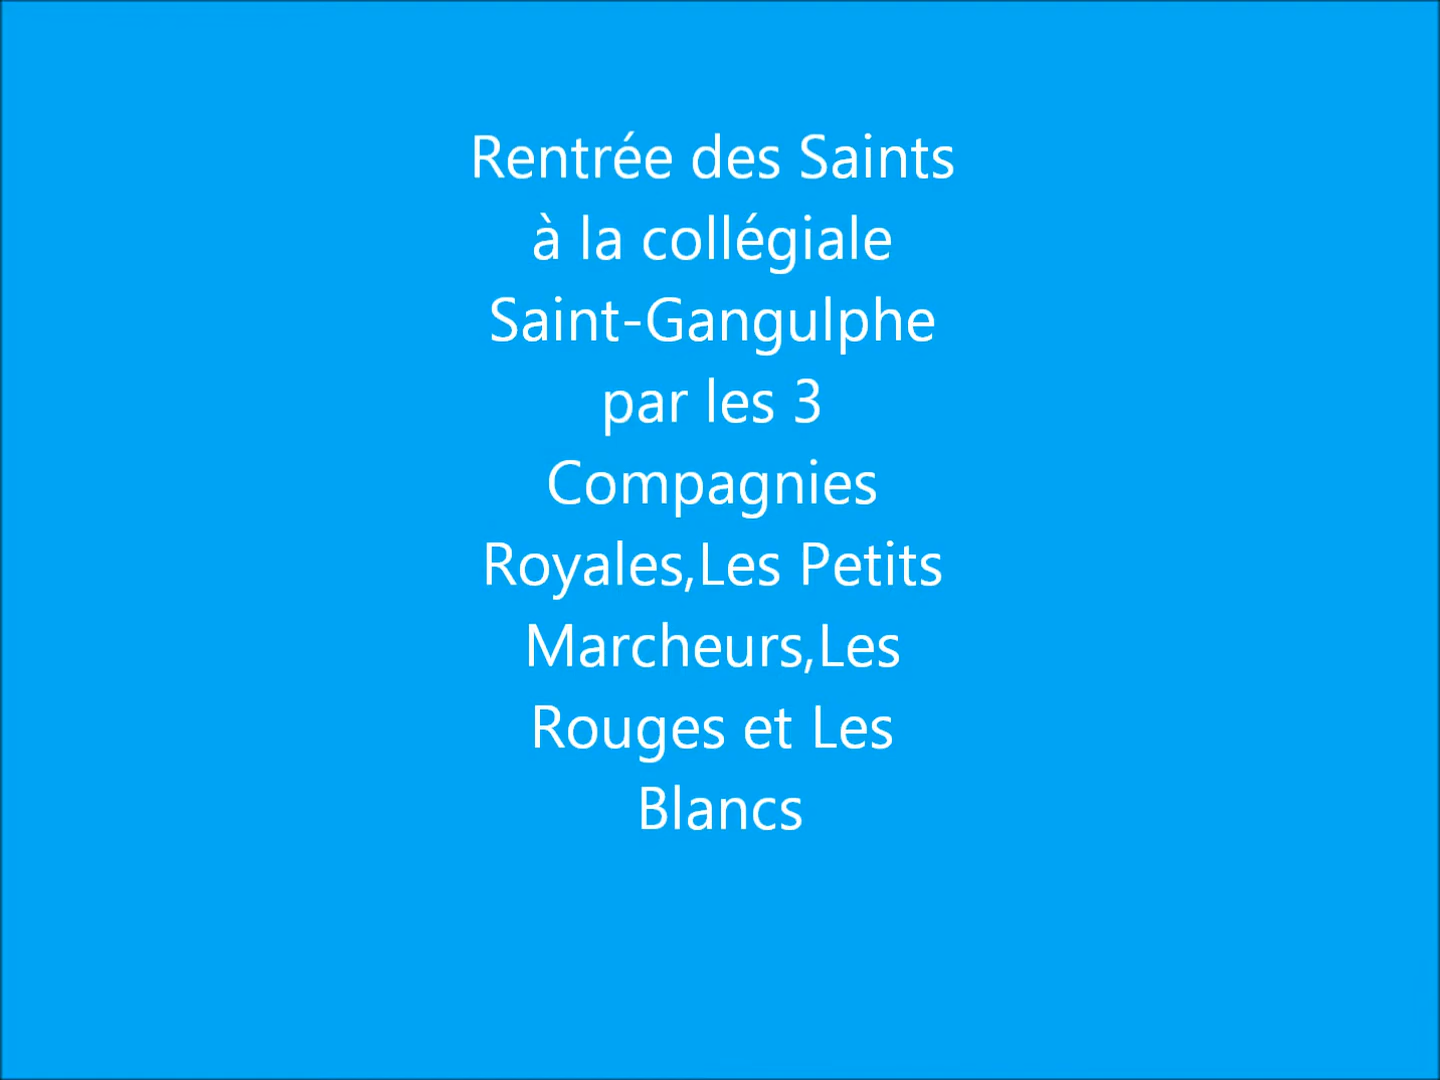 Rentrée des Saints
à la collégiale
Saint-Gangulphe
par les 3
Compagnies
Royales,Les Petits
Marcheurs,Les
Rouges et Les
Blancs